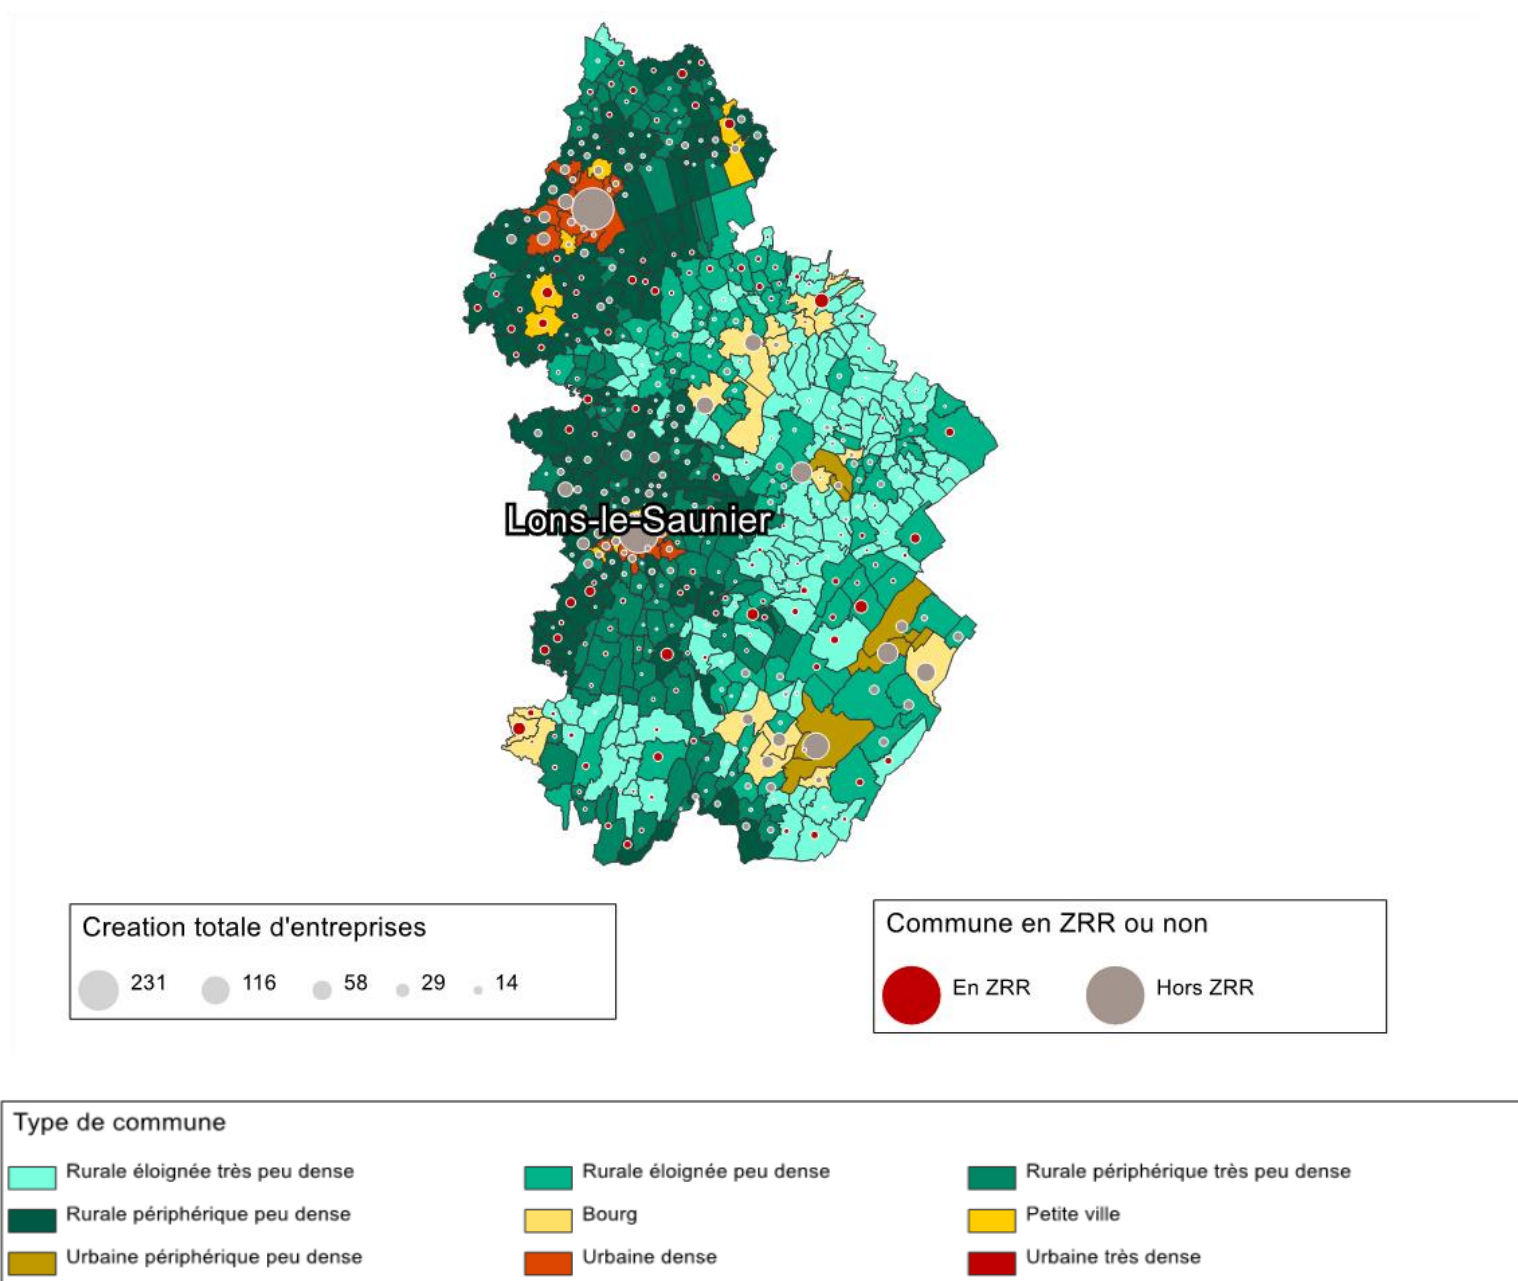 Lons-le-Saunier
Creation totale d'entreprises
231 116 58 29 14
Commune en ZRR ou non
En ZRR Hors ZRR
Type de commune
Rurale éloignée très peu dense Rurale éloignée peu dense Rurale périphérique très peu dense
Rurale périphérique peu dense Bourg Petite ville
Urbaine périphérique peu dense Urbaine dense Urbaine très dense